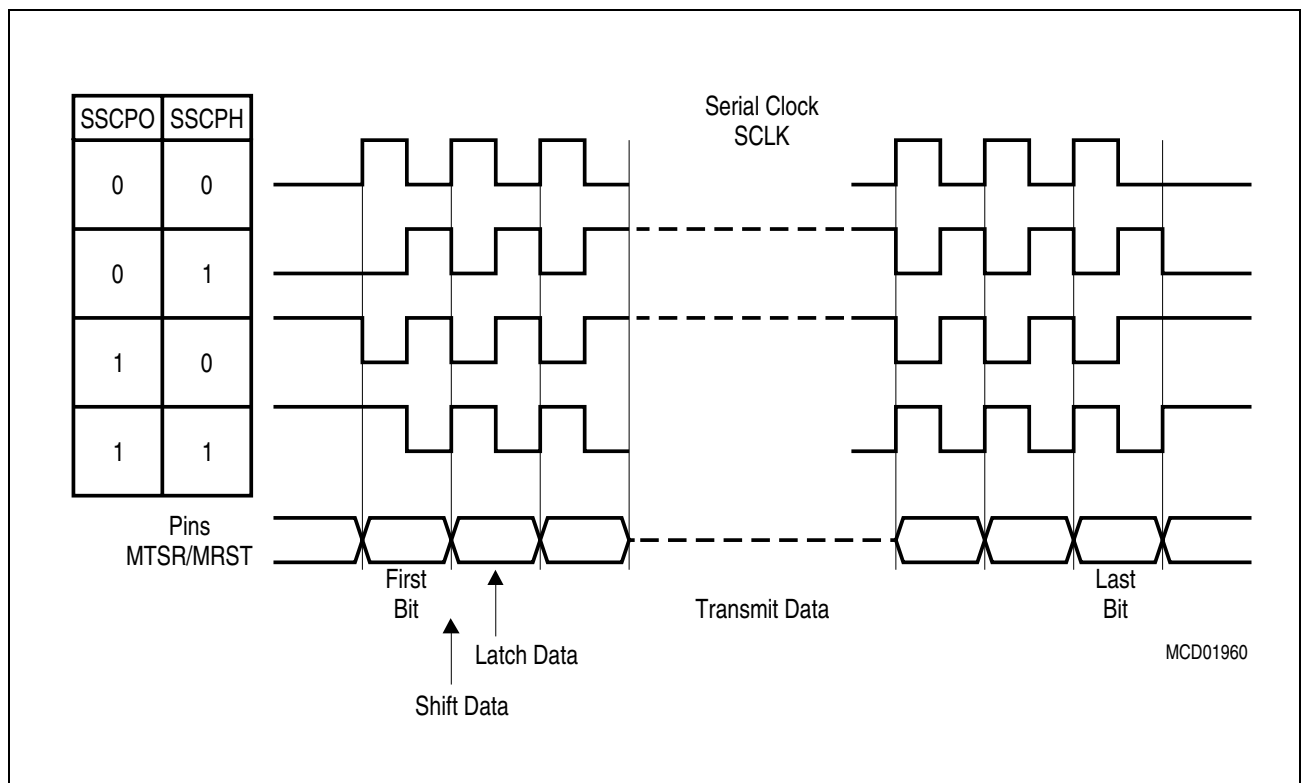 Serial Clock
SCLK
SSCPO SSCPH
0 0
0 1
1 0
1 1
Pins
MTSR/MRST
First
Bit
Last
Bit
Transmit Data
Latch Data
Shift Data
MCD01960